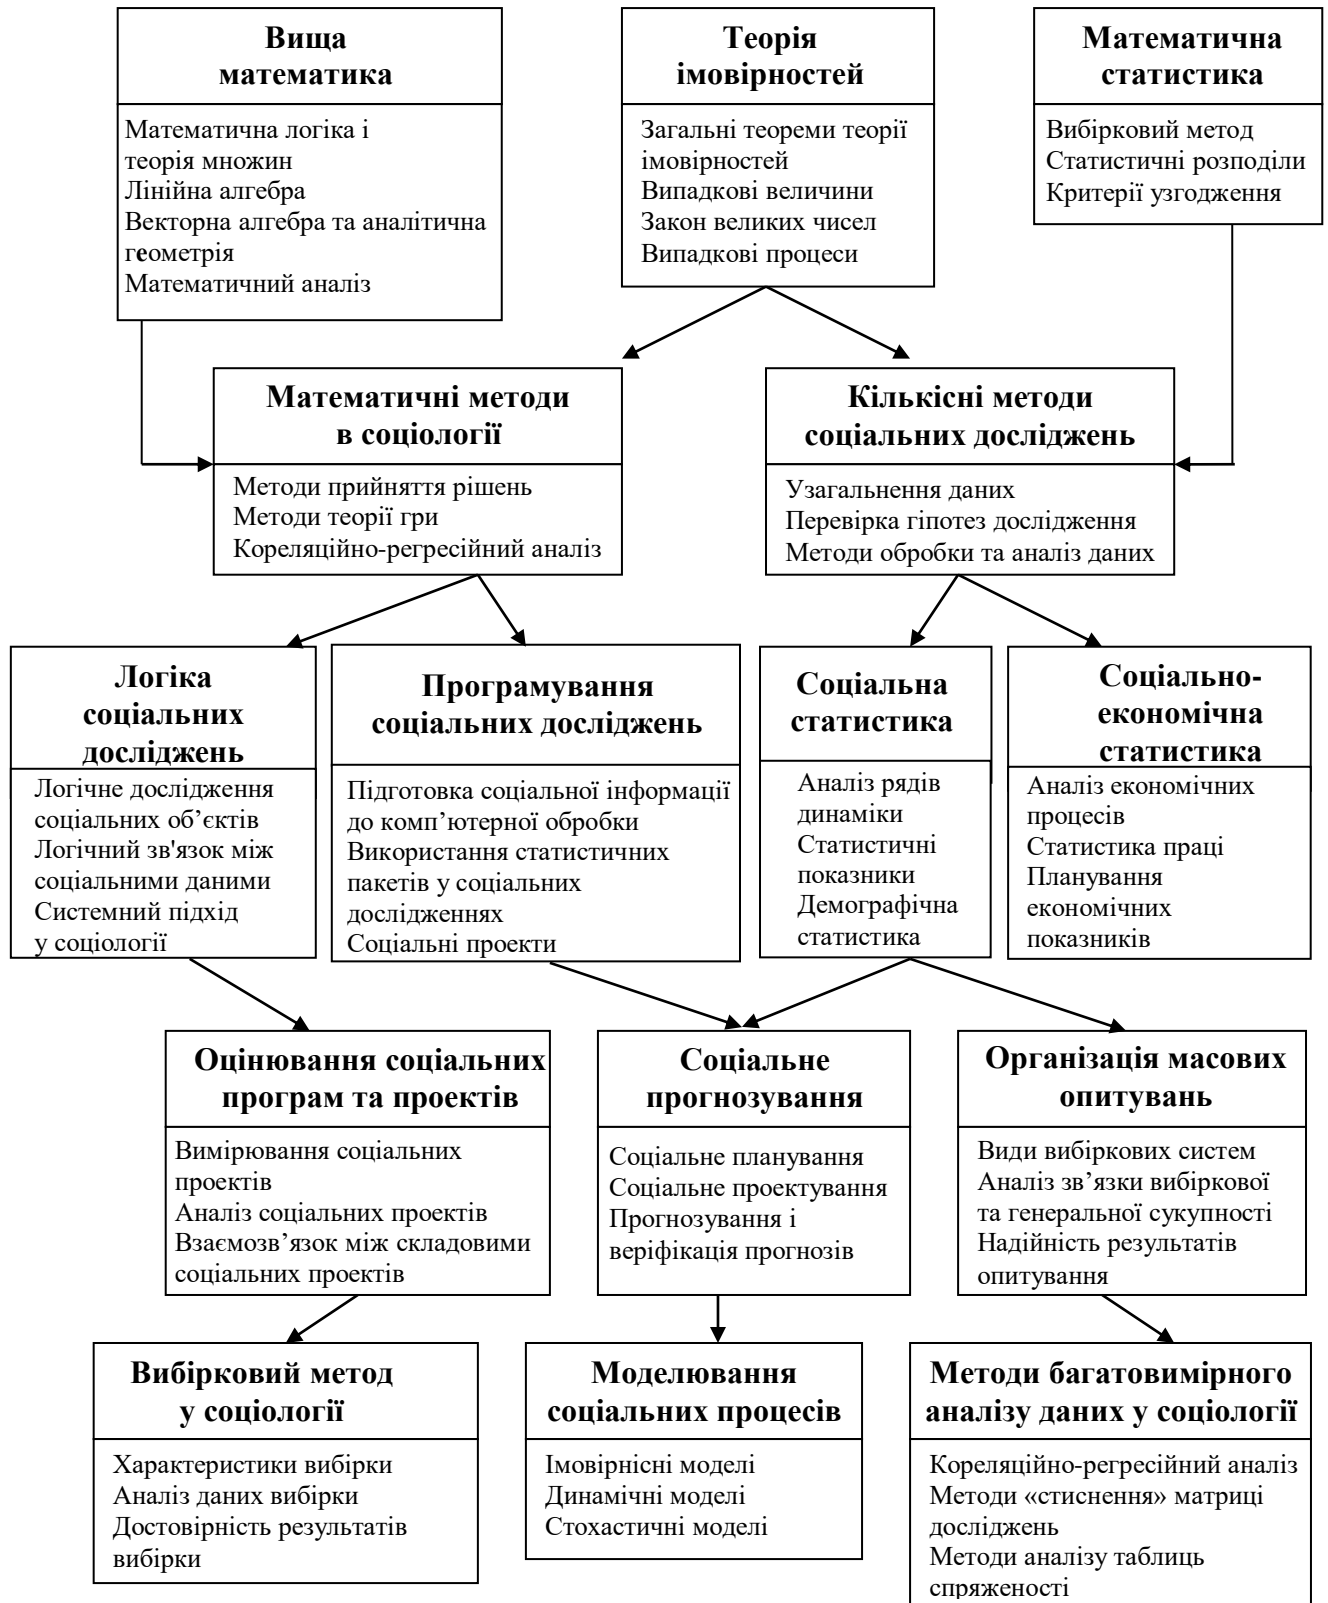 Вища
математика
Математична логіка і
теорія множин
Лінійна алгебра
Векторна алгебра та аналітична
геометрія
Математичний аналіз
Теорія
імовірностей
Загальні теореми теорії
імовірностей
Випадкові величини
Закон великих чисел
Випадкові процеси
Математична
статистика
Вибірковий метод
Статистичні розподіли
Критерії узгодження
Математичні методи
в соціології
Методи прийняття рішень
Методи теорії гри
Кореляційно-регресійний аналіз
Кількісні методи
соціальних досліджень
Узагальнення даних
Перевірка гіпотез дослідження
Методи обробки та аналіз даних
Логіка
соціальних
досліджень
Логічне дослідження
соціальних об’єктів
Логічний зв'язок між
соціальними даними
Системний підхід
у соціології
Програмування
соціальних досліджень
Підготовка соціальної інформації
до комп’ютерної обробки
Використання статистичних
пакетів у соціальних
дослідженнях
Соціальні проекти
Соціальна
статистика
Аналіз рядів
динаміки
Статистичні
показники
Демографічна
статистика
Соціально-
економічна
статистика
Аналіз економічних
процесів
Статистика праці
Планування
економічних
показників
Оцінювання соціальних
програм та проектів
Вимірювання соціальних
проектів
Аналіз соціальних проектів
Взаємозв’язок між складовими
соціальних проектів
Соціальне
прогнозування
Соціальне планування
Соціальне проектування
Прогнозування і
веріфікація прогнозів
Організація масових
опитувань
Види вибіркових систем
Аналіз зв’язки вибіркової
та генеральної сукупності
Надійність результатів
опитування
Вибірковий метод
у соціології
Характеристики вибірки
Аналіз даних вибірки
Достовірність результатів
вибірки
Моделювання
соціальних процесів
Імовірнісні моделі
Динамічні моделі
Стохастичні моделі
Методи багатовимірного
аналізу даних у соціології
Кореляційно-регресійний аналіз
Методи «стиснення» матриці
досліджень
Методи аналізу таблиць
спряженості